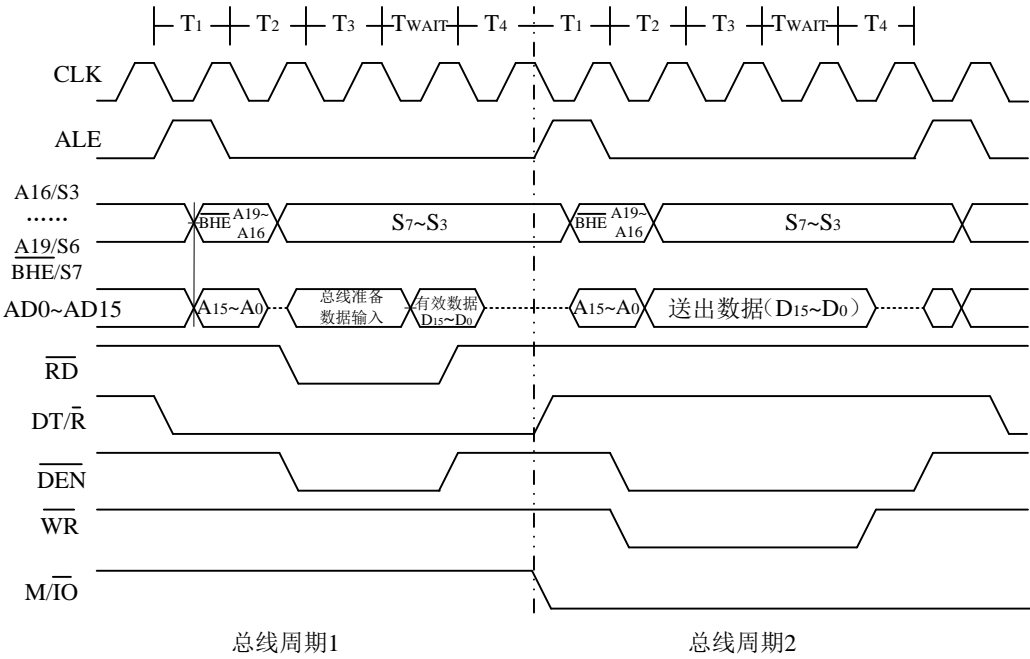 T1 T2 T3 TWAIT T4 T1 T2 T3 TWAIT T4
CLK
ALE
A16/S3
……
A19/S6
BHE/S7
BHE A19~A16 S7~S3 BHE A19~A16 S7~S3
AD0~AD15
A15~A0
总线准备
数据输入
有效数据
D15~D0
A15~A0
送出数据(D15~D0)
RD
DT/R
DEN
WR
M/IO
总线周期1 总线周期2